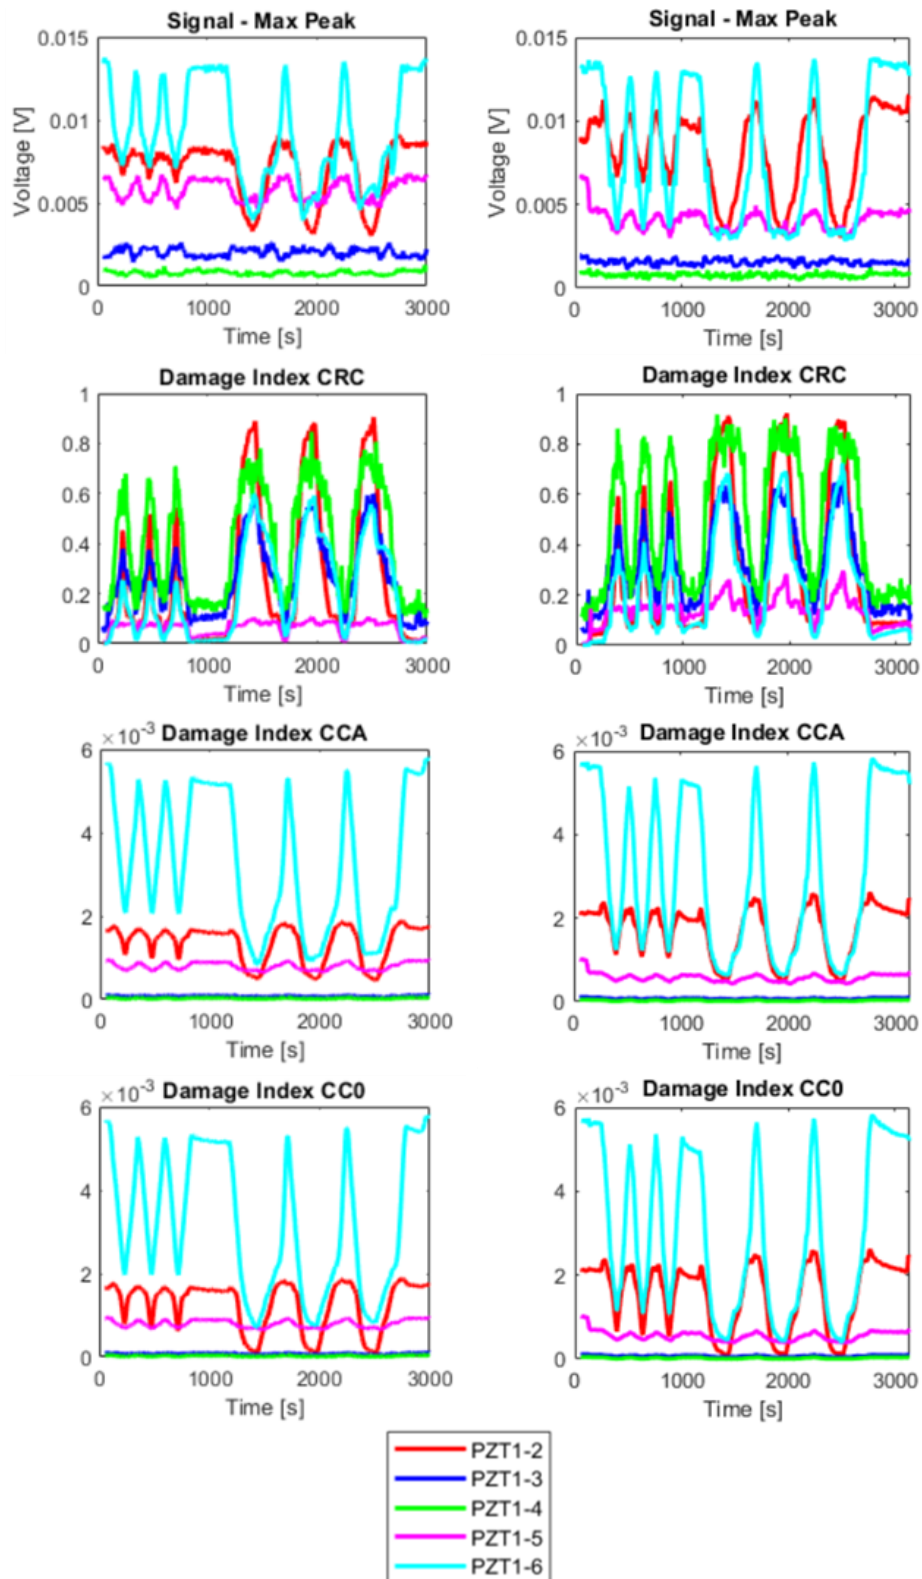 Signal - Max Peak
Signal - Max Peak
0.015
0.01
0.005
0
Voltage [V]
0 1000 2000 3000
Time [s]
0.015
0.01
0.005
0
Voltage [V]
0 1000 2000 3000
Time [s]
Damage Index CRC
Damage Index CRC
1
0.8
0.6
0.4
0.2
0
0 1000 2000 3000
Time [s]
1
0.8
0.6
0.4
0.2
0
0 1000 2000 3000
Time [s]
×10⁻³ Damage Index CCA
×10⁻³ Damage Index CCA
6
4
2
0
0 1000 2000 3000
Time [s]
6
4
2
0
0 1000 2000 3000
Time [s]
×10⁻³ Damage Index CC0
×10⁻³ Damage Index CC0
6
4
2
0
0 1000 2000 3000
Time [s]
6
4
2
0
0 1000 2000 3000
Time [s]
PZT1-2
PZT1-3
PZT1-4
PZT1-5
PZT1-6